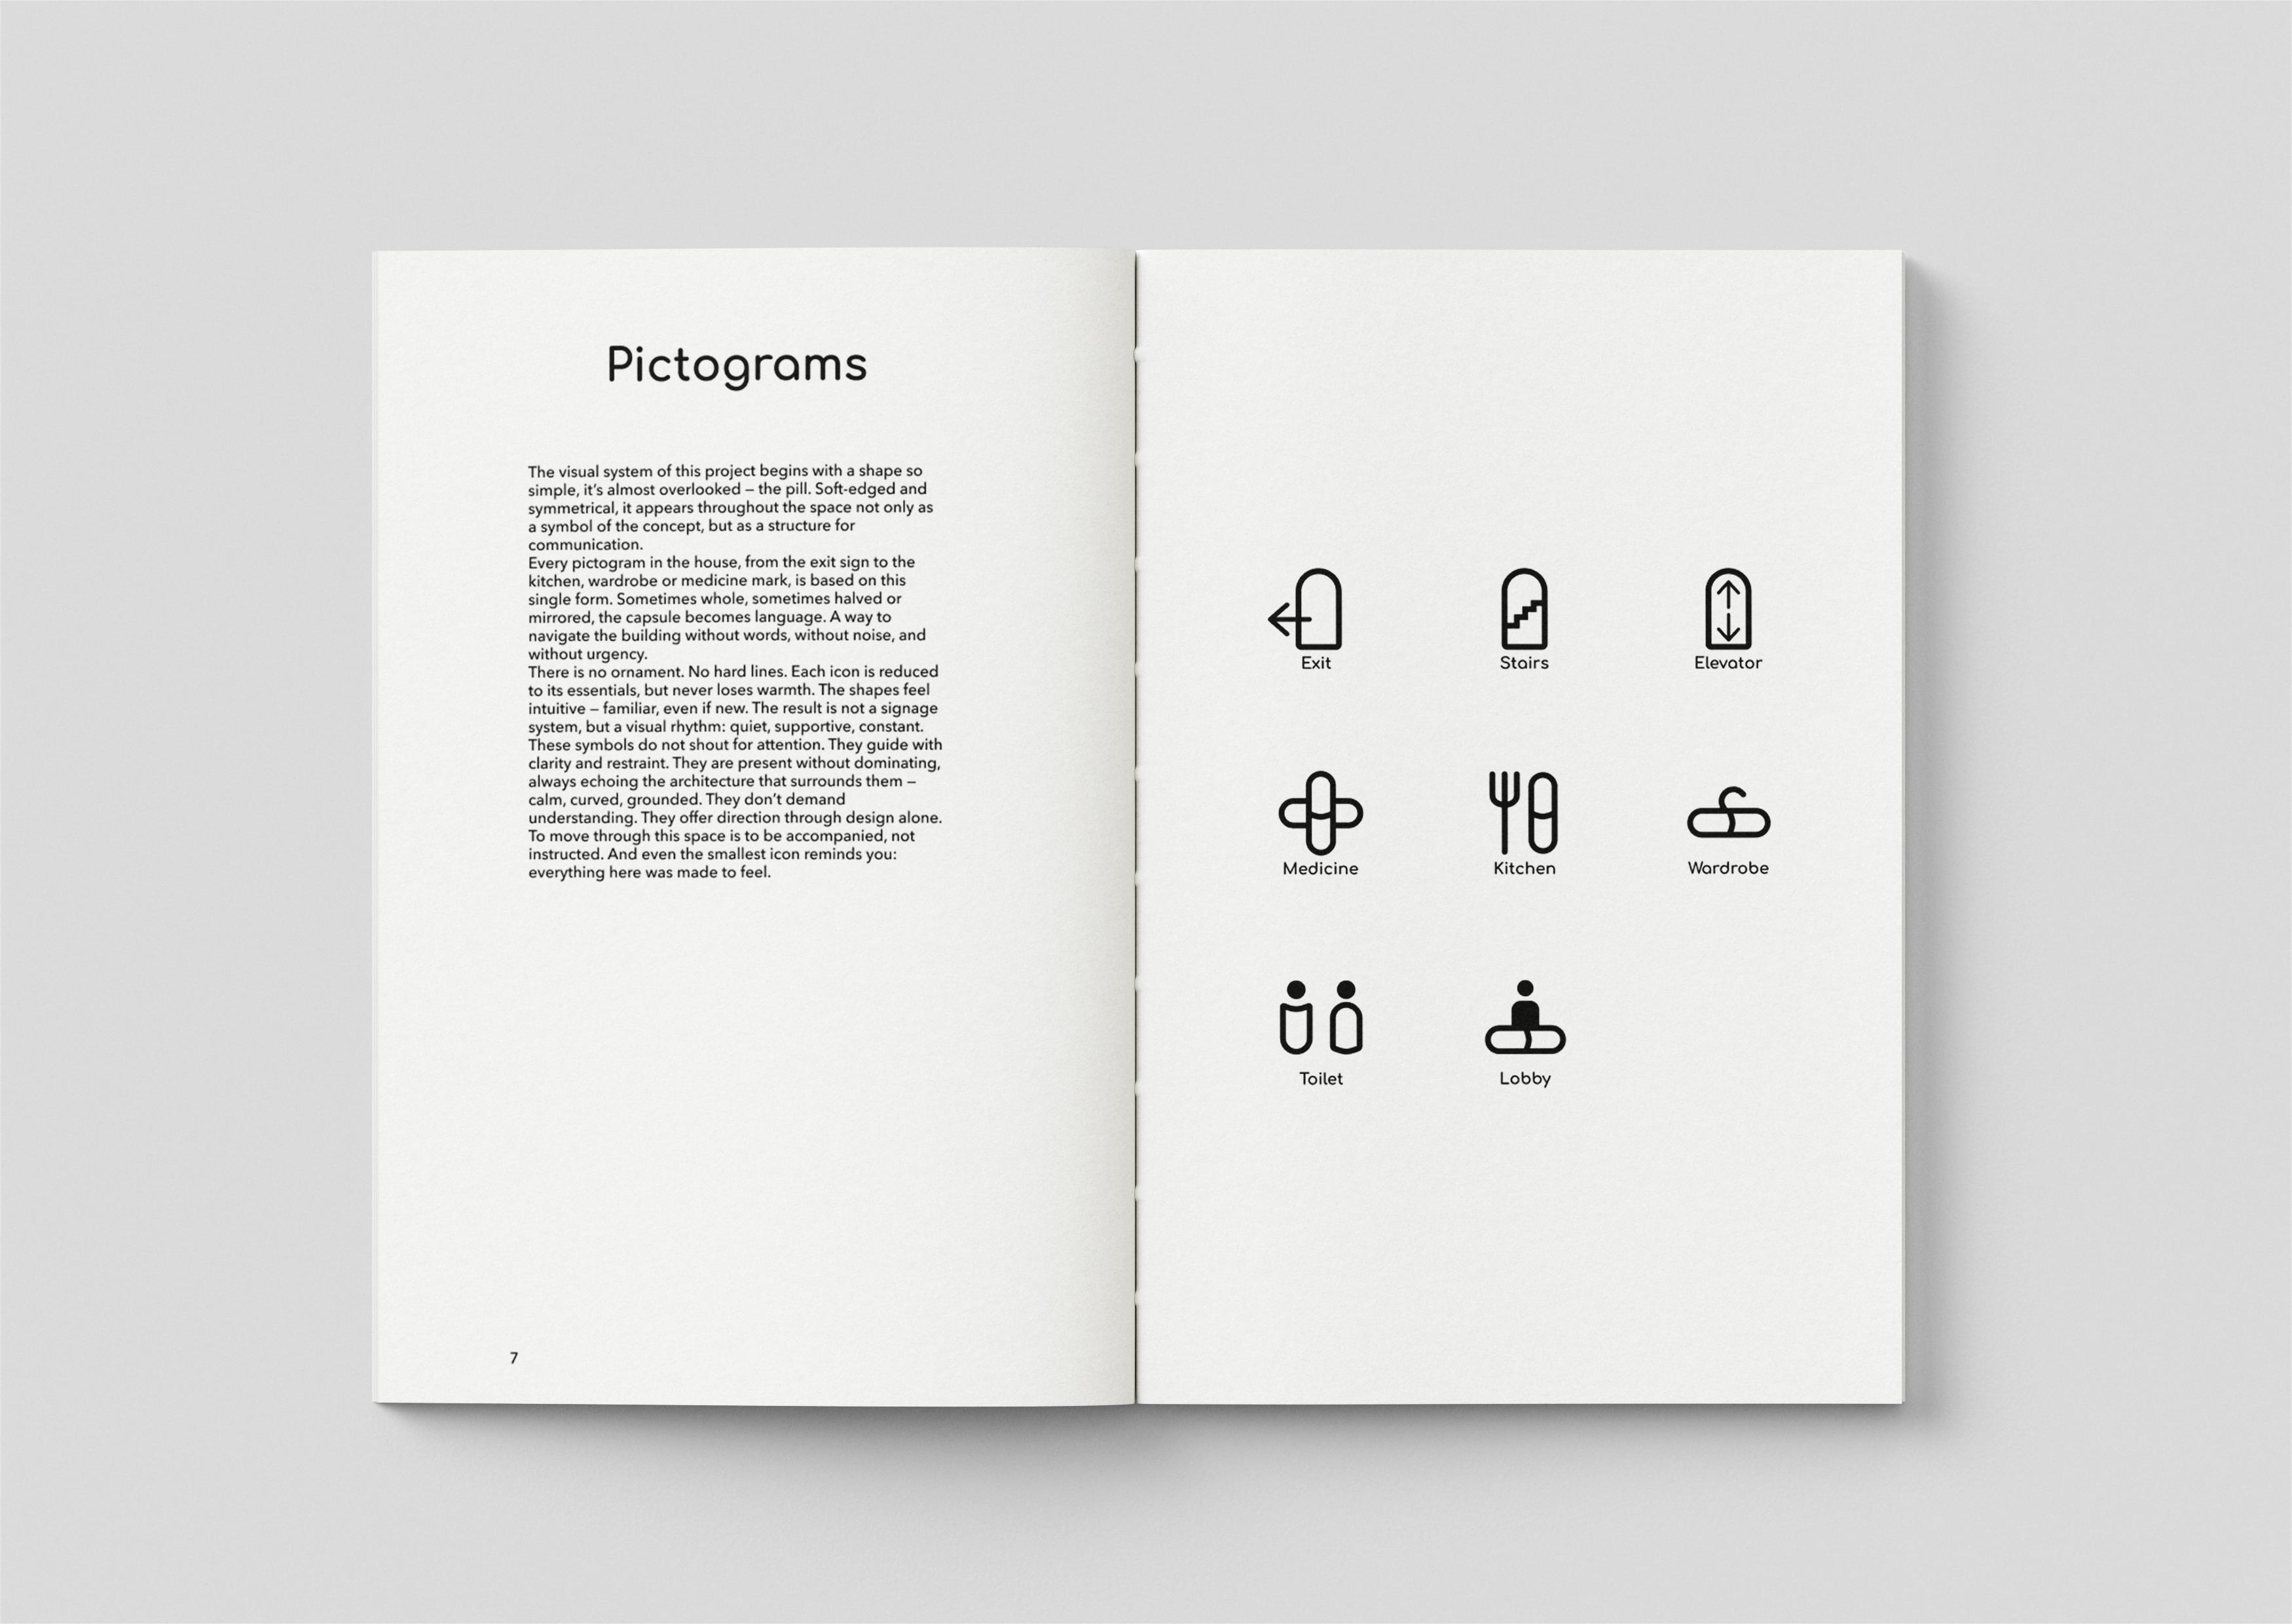 Pictograms
The visual system of this project begins with a shape so
simple, it's almost overlooked – the pill. Soft-edged and
symmetrical, it appears throughout the space not only as
a symbol of the concept, but as a structure for
communication.
Every pictogram in the house, from the exit sign to the
kitchen, wardrobe or medicine mark, is based on this
single form. Sometimes whole, sometimes halved or
mirrored, the capsule becomes language. A way to
navigate the building without words, without noise, and
without urgency.
There is no ornament. No hard lines. Each icon is reduced
to its essentials, but never loses warmth. The shapes feel
intuitive – familiar, even if new. The result is not a signage
system, but a visual rhythm: quiet, supportive, constant.
These symbols do not shout for attention. They guide with
clarity and restraint. They are present without dominating,
always echoing the architecture that surrounds them –
calm, curved, grounded. They don't demand
understanding. They offer direction through design alone.
To move through this space is to be accompanied, not
instructed. And even the smallest icon reminds you:
everything here was made to feel.
7
Exit
Stairs
Elevator
Medicine
Kitchen
Wardrobe
Toilet
Lobby